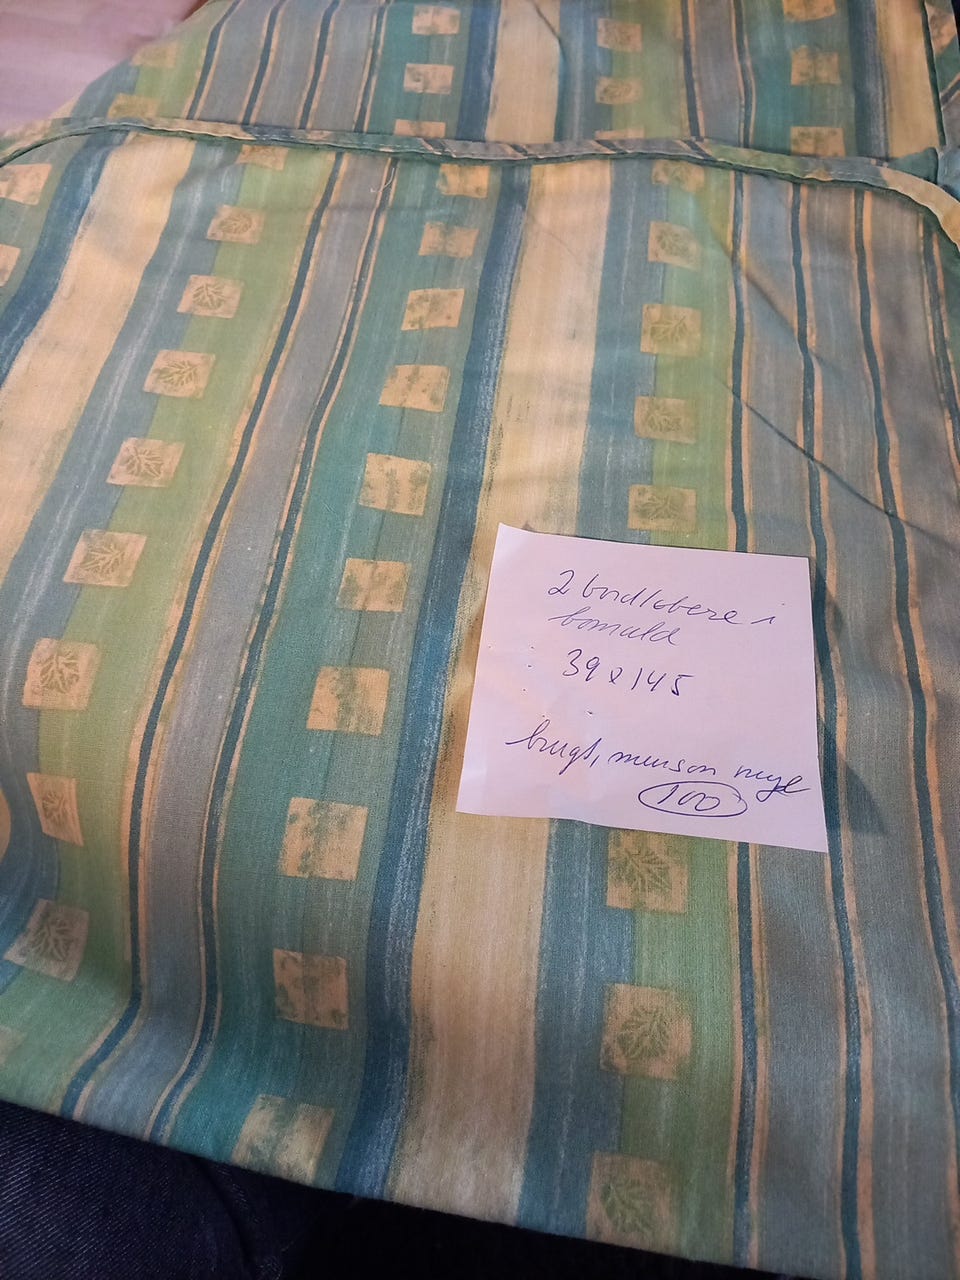 2 bordløbere i
bomuld
39 x 145
brugt, men som nye
100